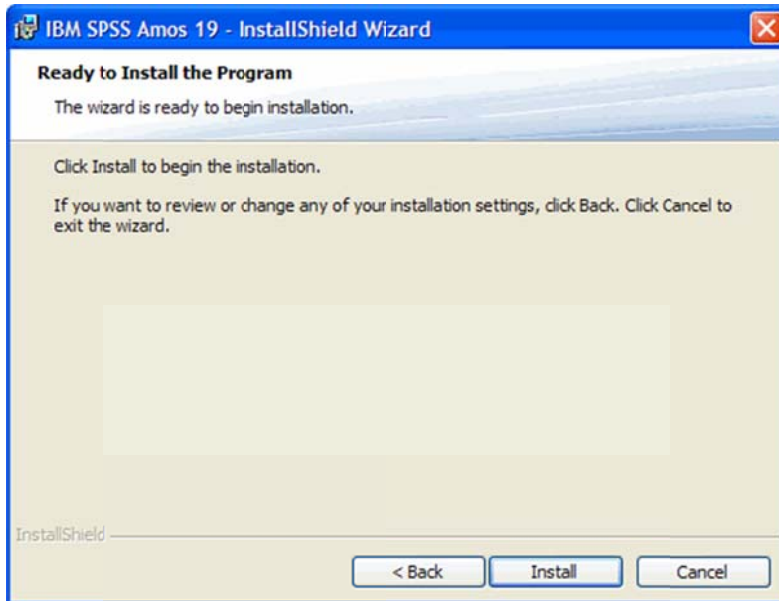 IBM SPSS Amos 19 - InstallShield Wizard
Ready to Install the Program
The wizard is ready to begin installation.
Click Install to begin the installation.
If you want to review or change any of your installation settings, click Back. Click Cancel to
exit the wizard.
InstallShield
< Back
Install
Cancel